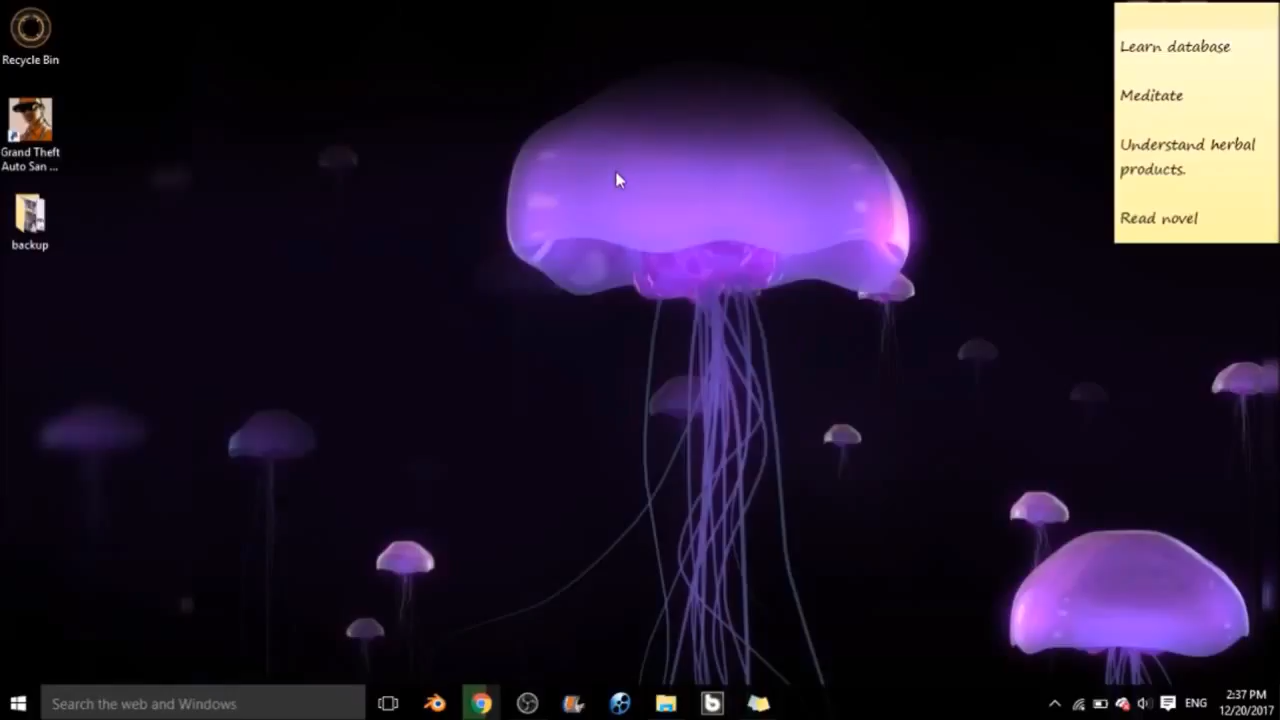 Recycle Bin
Grand Theft
Auto San ...
backup
Learn database
Meditate
Understand herbal
products.
Read novel
Search the web and Windows
ENG
2:37 PM
12/20/2017